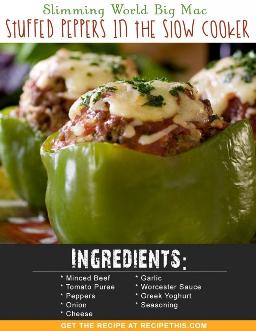 Slimming World Big Mac
STUFFED PEPPERS IN THE SLOW COOKER
INGREDIENTS:
* Minced Beef
* Tomato Puree
* Peppers
* Onion
* Cheese
* Garlic
* Worcester Sauce
* Greek Yoghurt
* Seasoning
GET THE RECIPE AT RECIPETHIS.COM